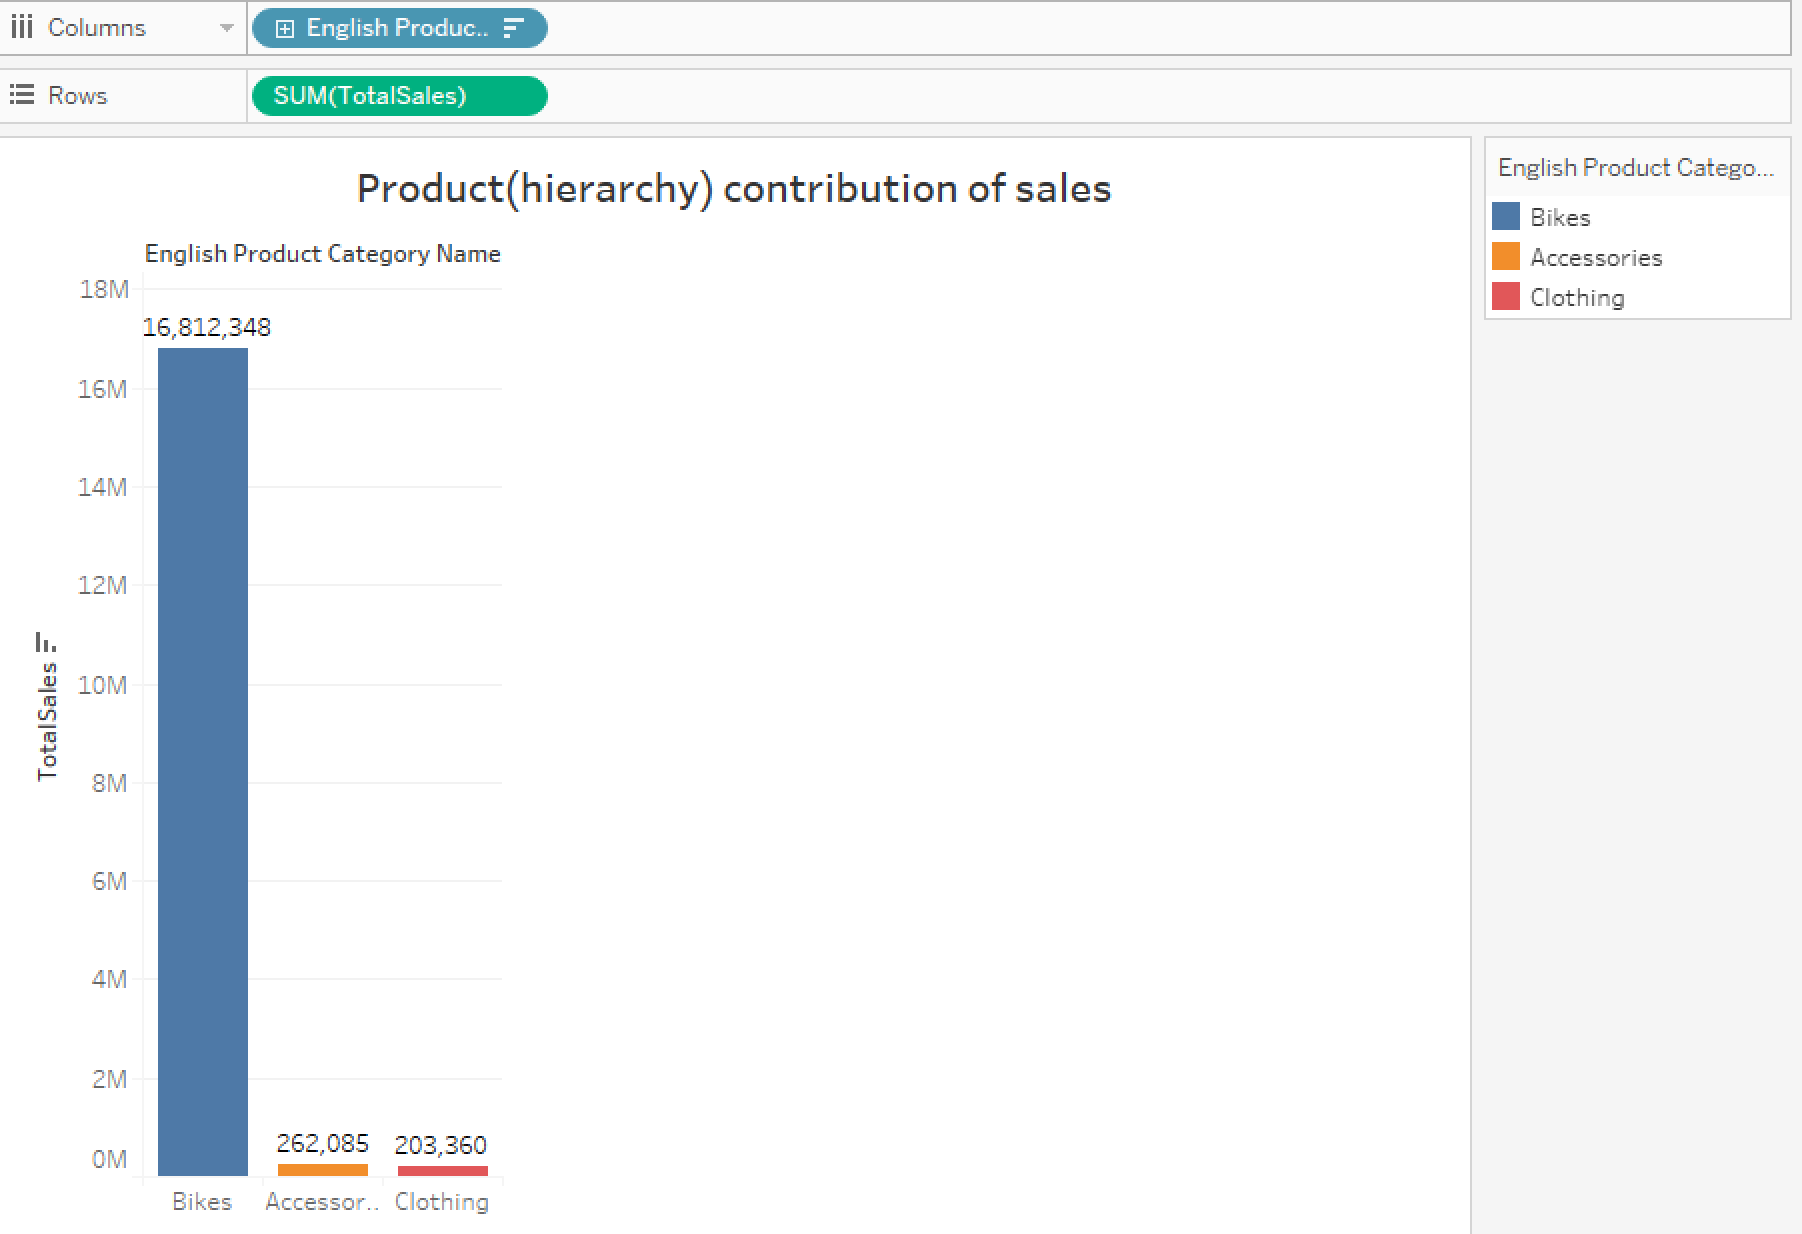 Columns
English Produc..
Rows
SUM(TotalSales)
Product(hierarchy) contribution of sales
English Product Catego...
Bikes
Accessories
Clothing
English Product Category Name
18M
16,812,348
16M
14M
12M
10M
8M
6M
4M
2M
0M
TotalSales
262,085
203,360
Bikes
Accessor..
Clothing